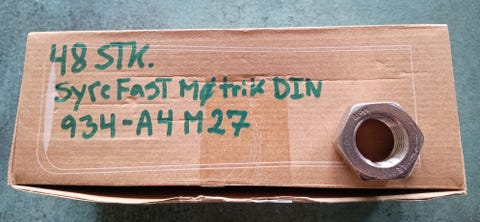 48 STK.
Syrefast Møtrik DIN
934-A4 M27